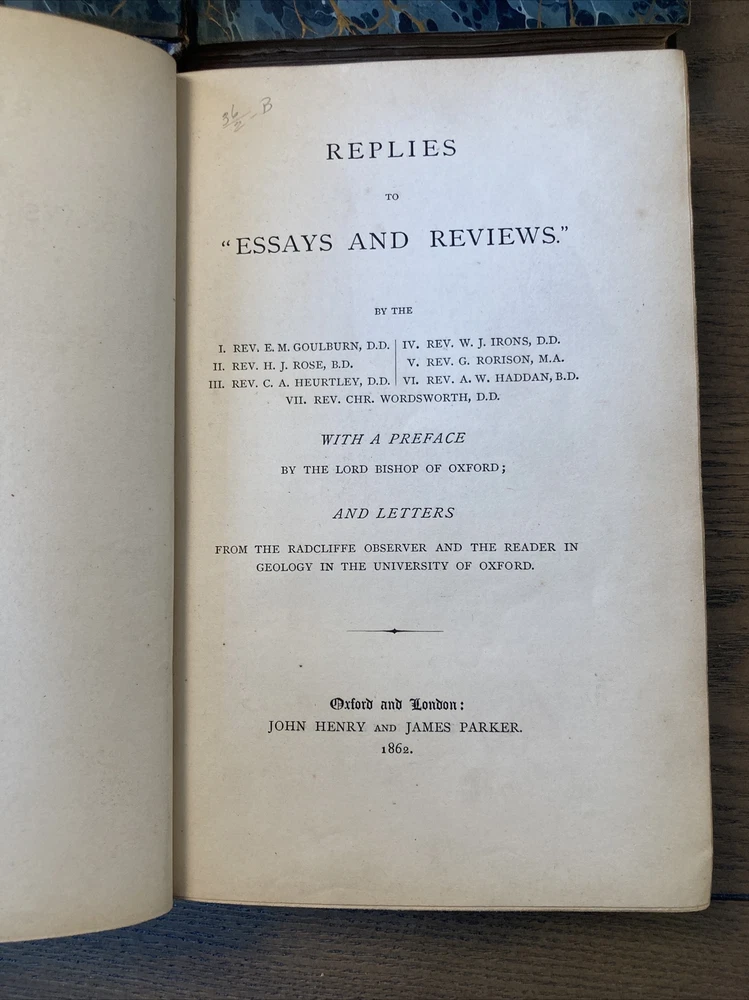 REPLIES
TO
“ESSAYS AND REVIEWS.”
BY THE
I. REV. E. M. GOULBURN, D.D.
II. REV. H. J. ROSE, B.D.
III. REV. C. A. HEURTLEY, D.D.
IV. REV. W. J. IRONS, D.D.
V. REV. G. RORISON, M.A.
VI. REV. A. W. HADDAN, B.D.
VII. REV. CHR. WORDSWORTH, D.D.
WITH A PREFACE
BY THE LORD BISHOP OF OXFORD;
AND LETTERS
FROM THE RADCLIFFE OBSERVER AND THE READER IN
GEOLOGY IN THE UNIVERSITY OF OXFORD.
Oxford and London:
JOHN HENRY AND JAMES PARKER.
1862.